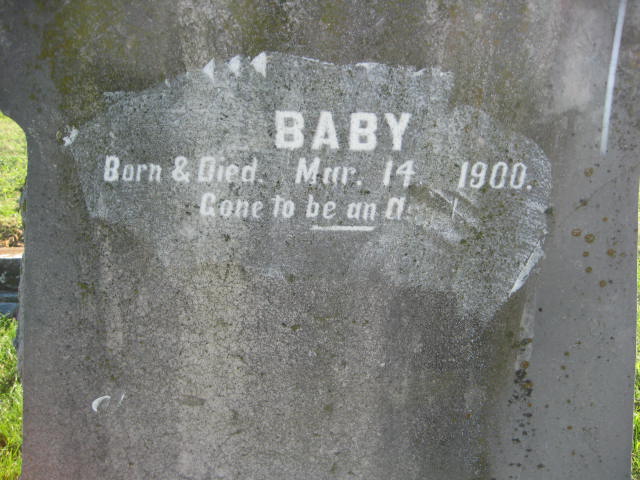 BABY
Born & Died. Mar. 14 1900.
Gone to be an